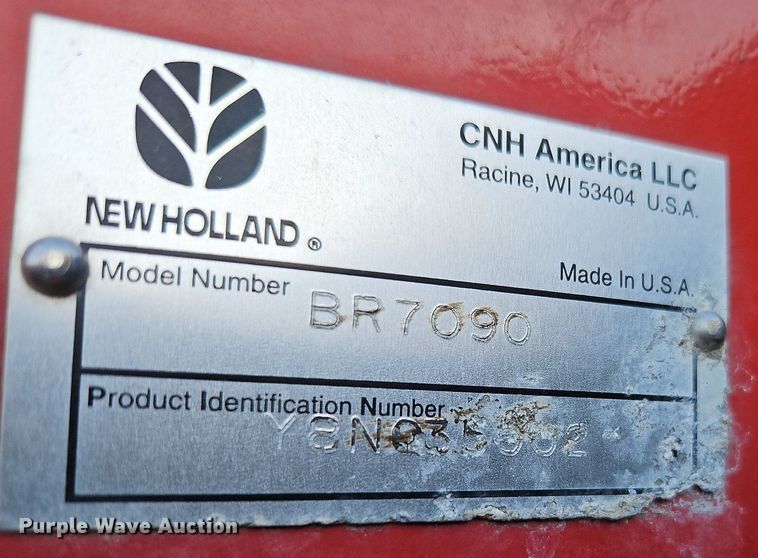 CNH America LLC
Racine, WI 53404 U.S.A.
NEW HOLLAND ®
Made In U.S.A.
Model Number BR7090
Product Identification Number
Purple Wave Auction